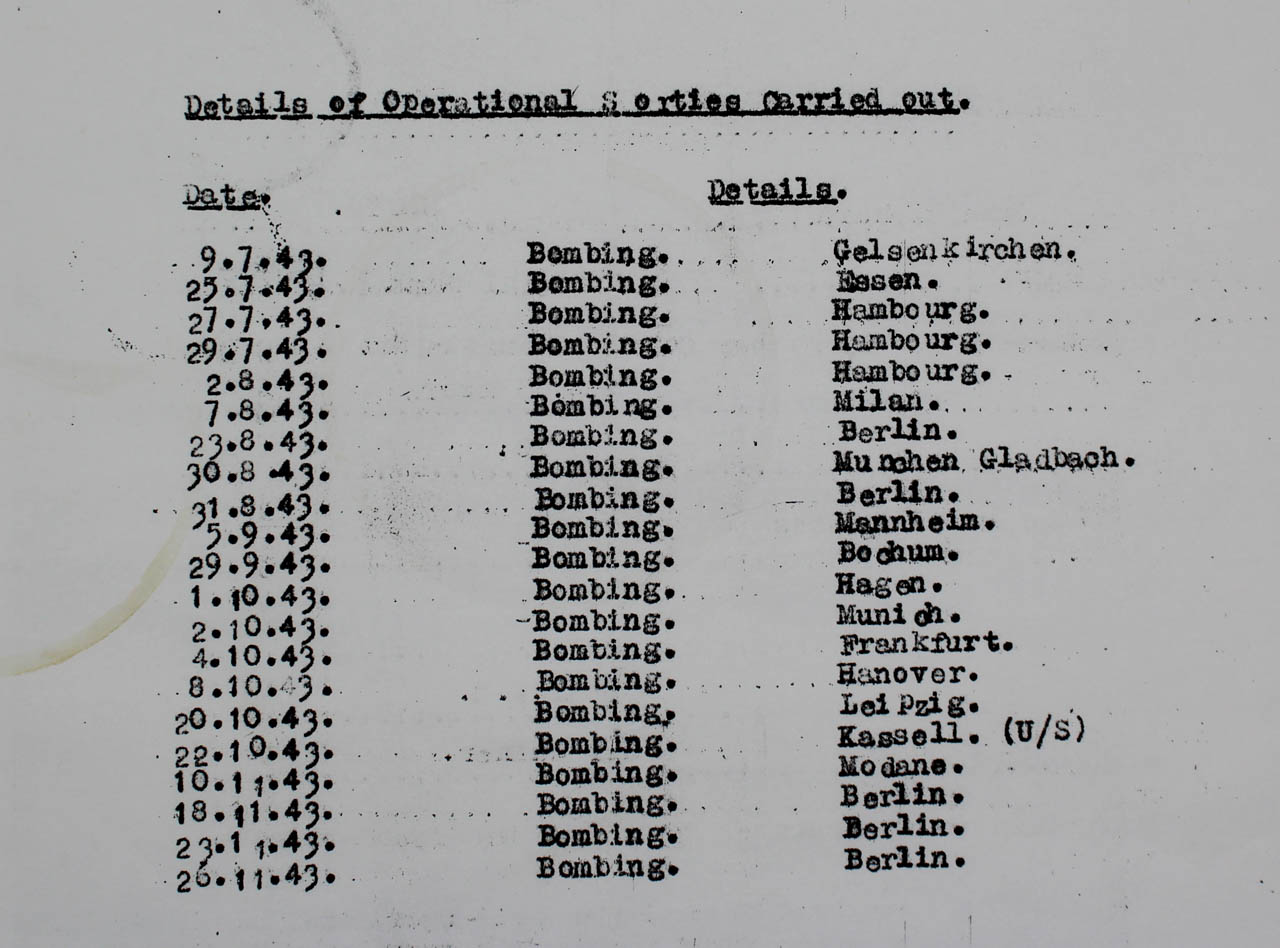 Details of Operational Sorties Carried out.
Date. Details.
9.7.43. Bombing. Gelsenkirchen.
25.7.43. Bombing. Essen.
27.7.43. Bombing. Hambourg.
29.7.43. Bombing. Hambourg.
2.8.43. Bombing. Hambourg.
7.8.43. Bombing. Milan.
23.8.43. Bombing. Berlin.
30.8.43. Bombing. Munchen Gladbach.
31.8.43. Bombing. Berlin.
5.9.43. Bombing. Mannheim.
29.9.43. Bombing. Bochum.
1.10.43. Bombing. Hagen.
2.10.43. Bombing. Munich.
4.10.43. Bombing. Frankfurt.
8.10.43. Bombing. Hanover.
20.10.43. Bombing. Leipzig.
22.10.43. Bombing. Kassell. (U/S)
10.11.43. Bombing. Modane.
18.11.43. Bombing. Berlin.
23.11.43. Bombing. Berlin.
26.11.43. Bombing. Berlin.